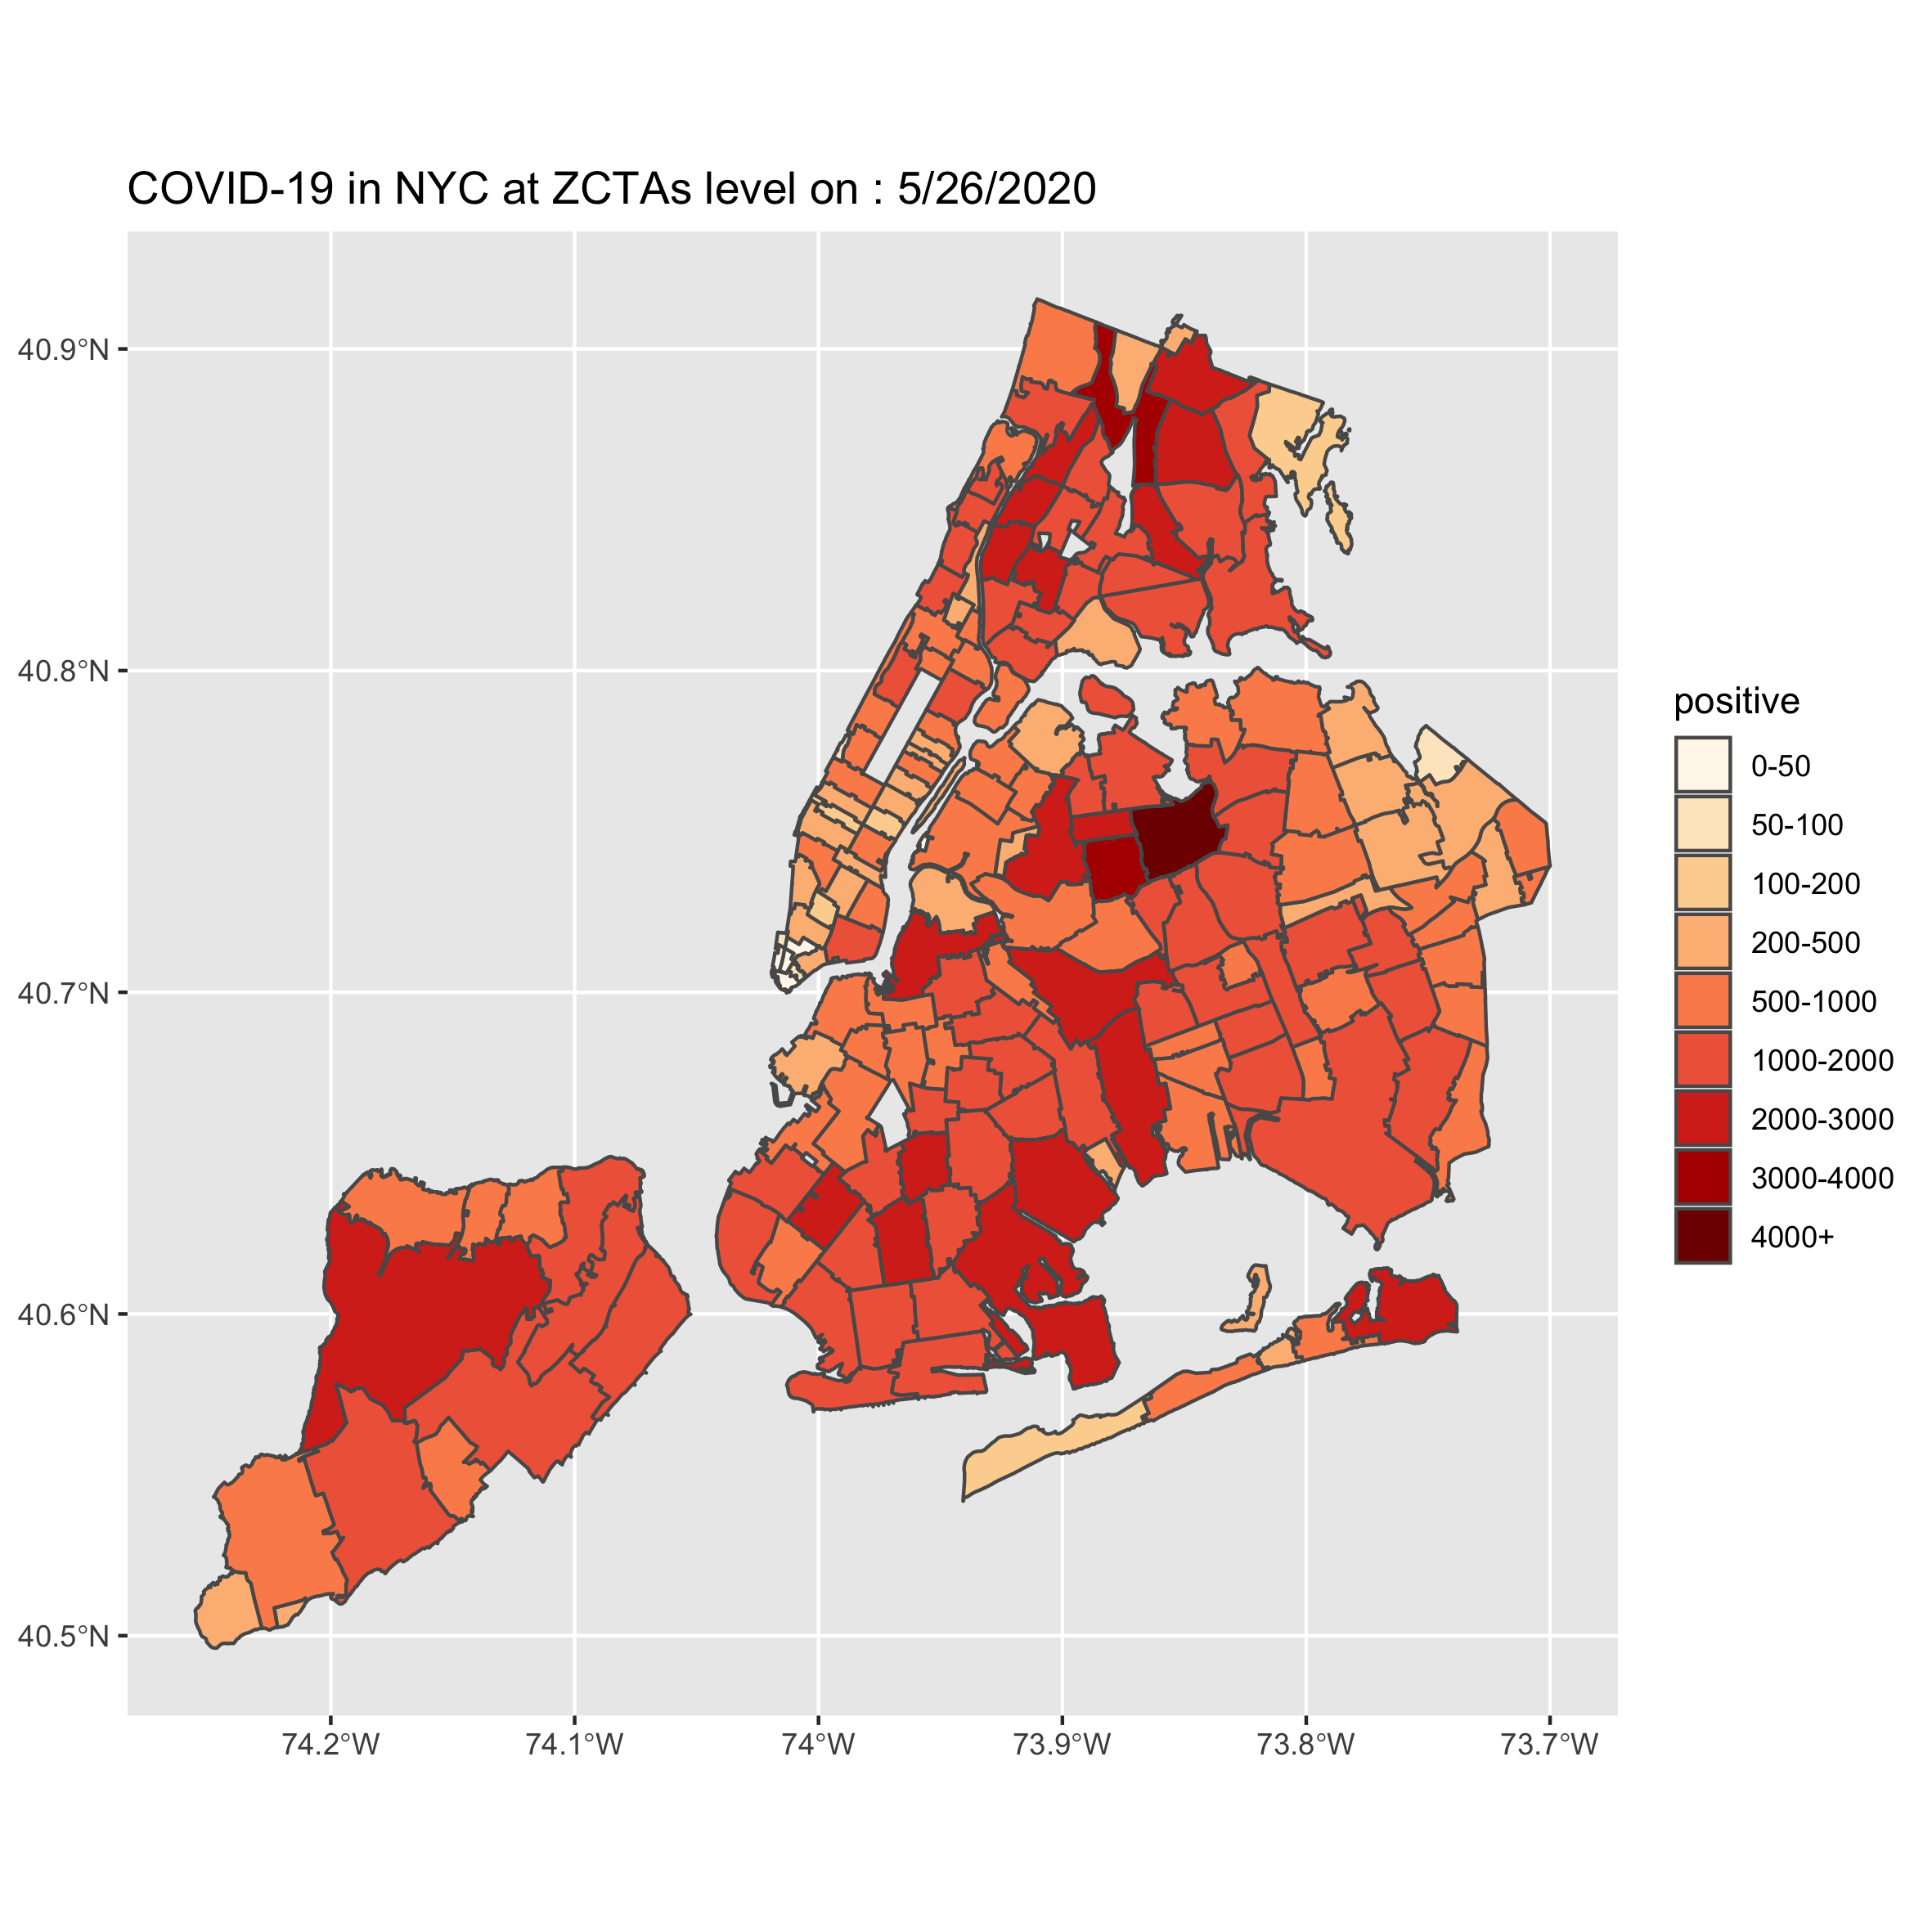 COVID-19 in NYC at ZCTAs level on : 5/26/2020
40.9°N
40.8°N
40.7°N
40.6°N
40.5°N
74.2°W
74.1°W
74°W
73.9°W
73.8°W
73.7°W
positive
0-50
50-100
100-200
200-500
500-1000
1000-2000
2000-3000
3000-4000
4000+